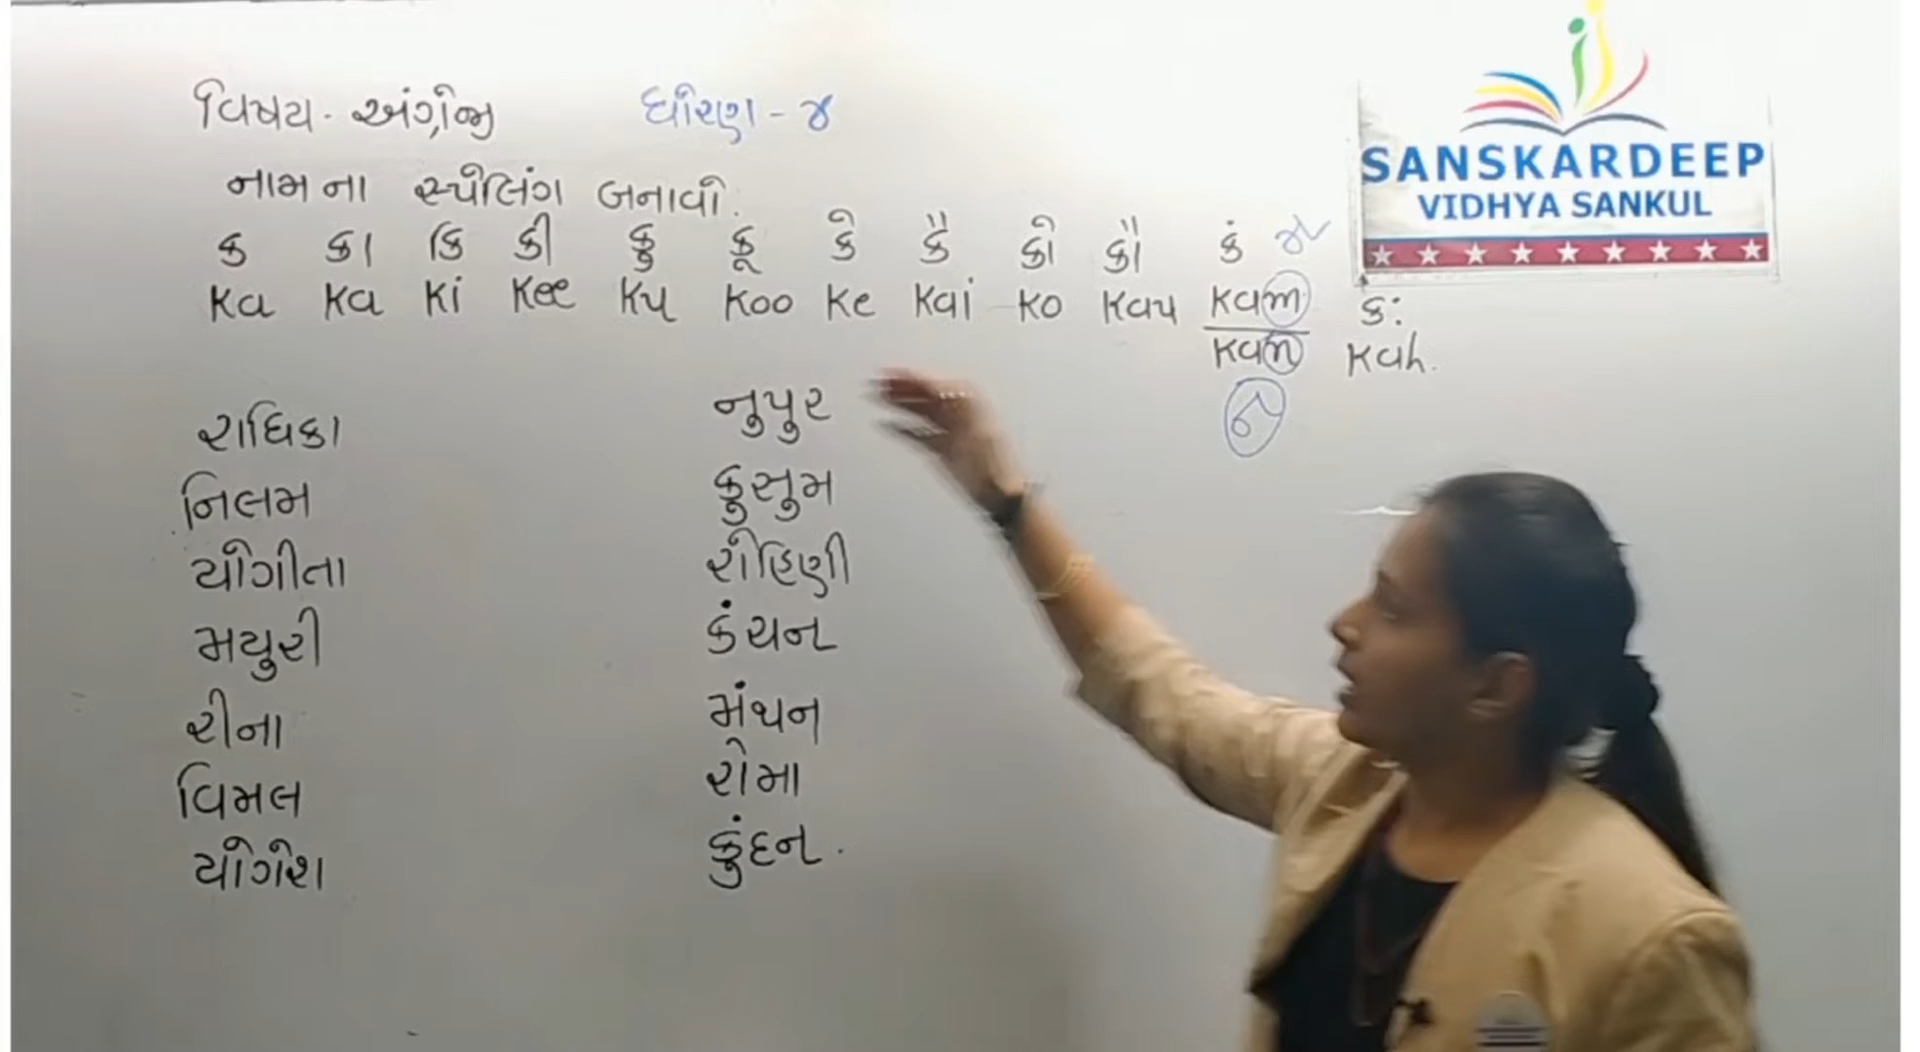 વિષય - અંગ્રેજી ધોરણ - ૪
નામ ના સ્પેલિંગ બનાવો.
ક કા કિ કી કુ કૂ કે કૈ કો કૌ કં મ
Ka Ka Ki Kee Ku Koo Ke Kai Ko Kau Kam ક:
Kan Kah.
ન
રાધિકા
નિલમ
યોગીતા
મયુરી
રીના
વિમલ
યોગેશ
નુપુર
કુસુમ
રોહિણી
કંચન
મંથન
રોમા
કુંદન.
SANSKARDEEP
VIDHYA SANKUL